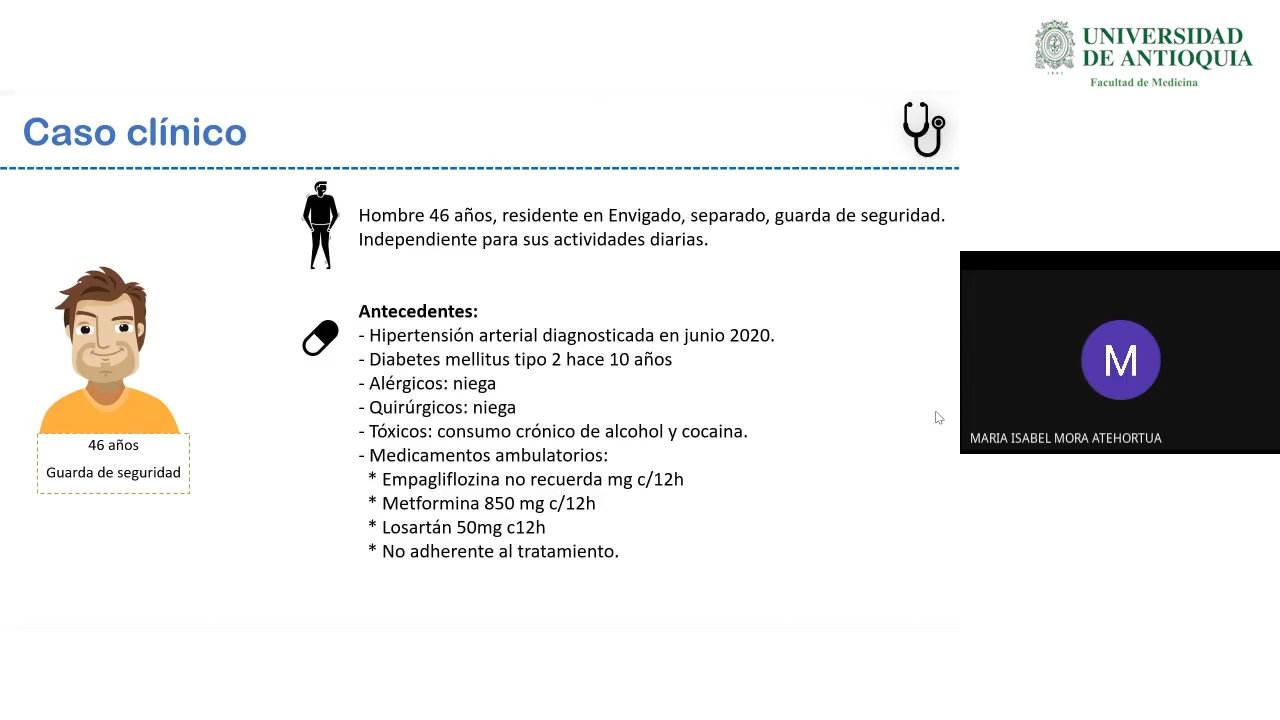 UNIVERSIDAD
DE ANTIOQUIA
1803
Facultad de Medicina
Caso clínico
Hombre 46 años, residente en Envigado, separado, guarda de seguridad.
Independiente para sus actividades diarias.
Antecedentes:
- Hipertensión arterial diagnosticada en junio 2020.
- Diabetes mellitus tipo 2 hace 10 años
- Alérgicos: niega
- Quirúrgicos: niega
- Tóxicos: consumo crónico de alcohol y cocaina.
- Medicamentos ambulatorios:
* Empagliflozina no recuerda mg c/12h
* Metformina 850 mg c/12h
* Losartán 50mg c12h
* No adherente al tratamiento.
46 años
Guarda de seguridad
M
MARIA ISABEL MORA ATEHORTUA